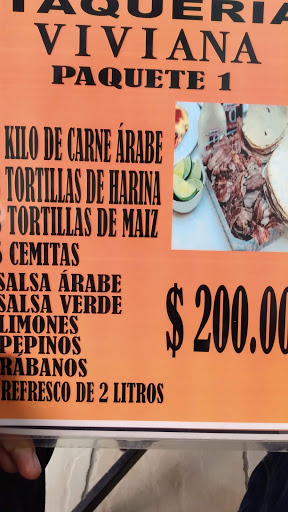 TAQUERIA
VIVIANA
PAQUETE 1
KILO DE CARNE ÁRABE
TORTILLAS DE HARINA
TORTILLAS DE MAIZ
CEMITAS
SALSA ÁRABE
SALSA VERDE
LIMONES
PEPINOS
RÁBANOS
REFRESCO DE 2 LITROS
$ 200.00